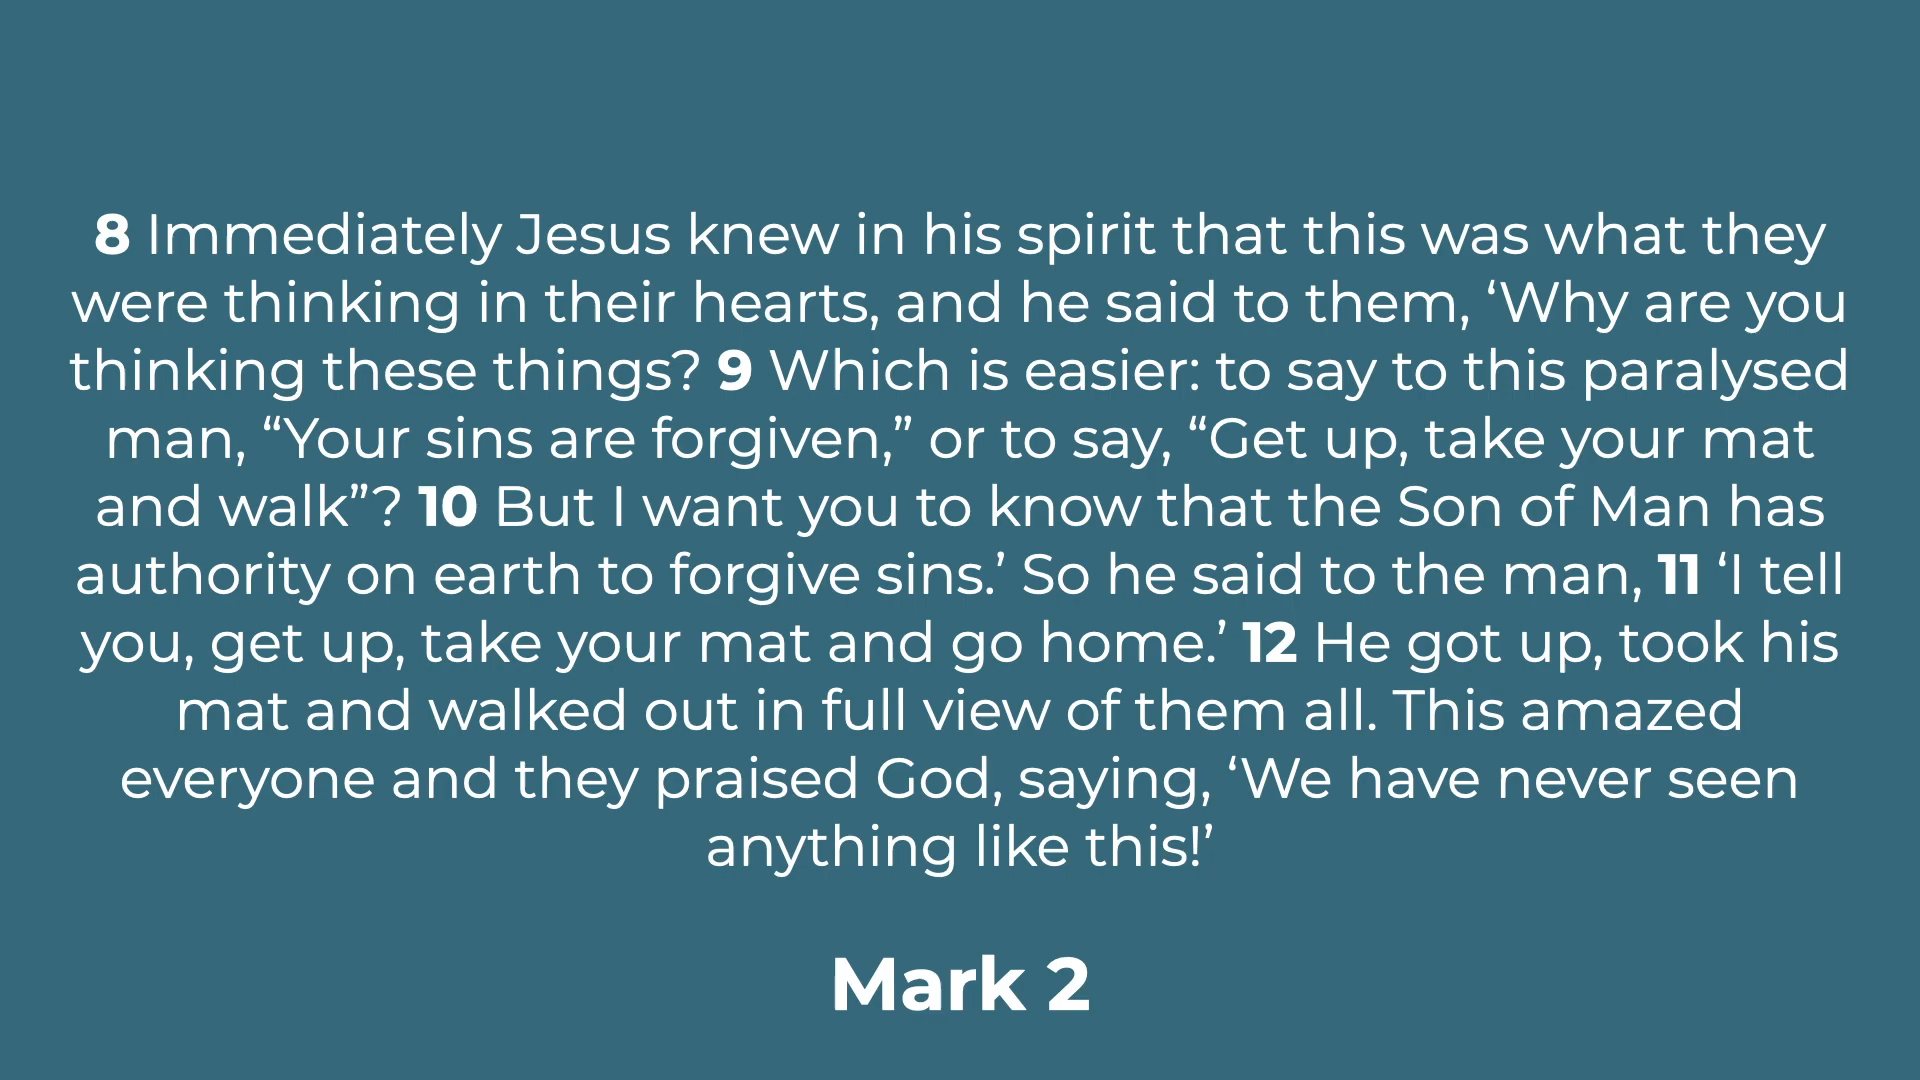 8 Immediately Jesus knew in his spirit that this was what they
were thinking in their hearts, and he said to them, ‘Why are you
thinking these things? 9 Which is easier: to say to this paralysed
man, “Your sins are forgiven,” or to say, “Get up, take your mat
and walk”? 10 But I want you to know that the Son of Man has
authority on earth to forgive sins.’ So he said to the man, 11 ‘I tell
you, get up, take your mat and go home.’ 12 He got up, took his
mat and walked out in full view of them all. This amazed
everyone and they praised God, saying, ‘We have never seen
anything like this!’
Mark 2